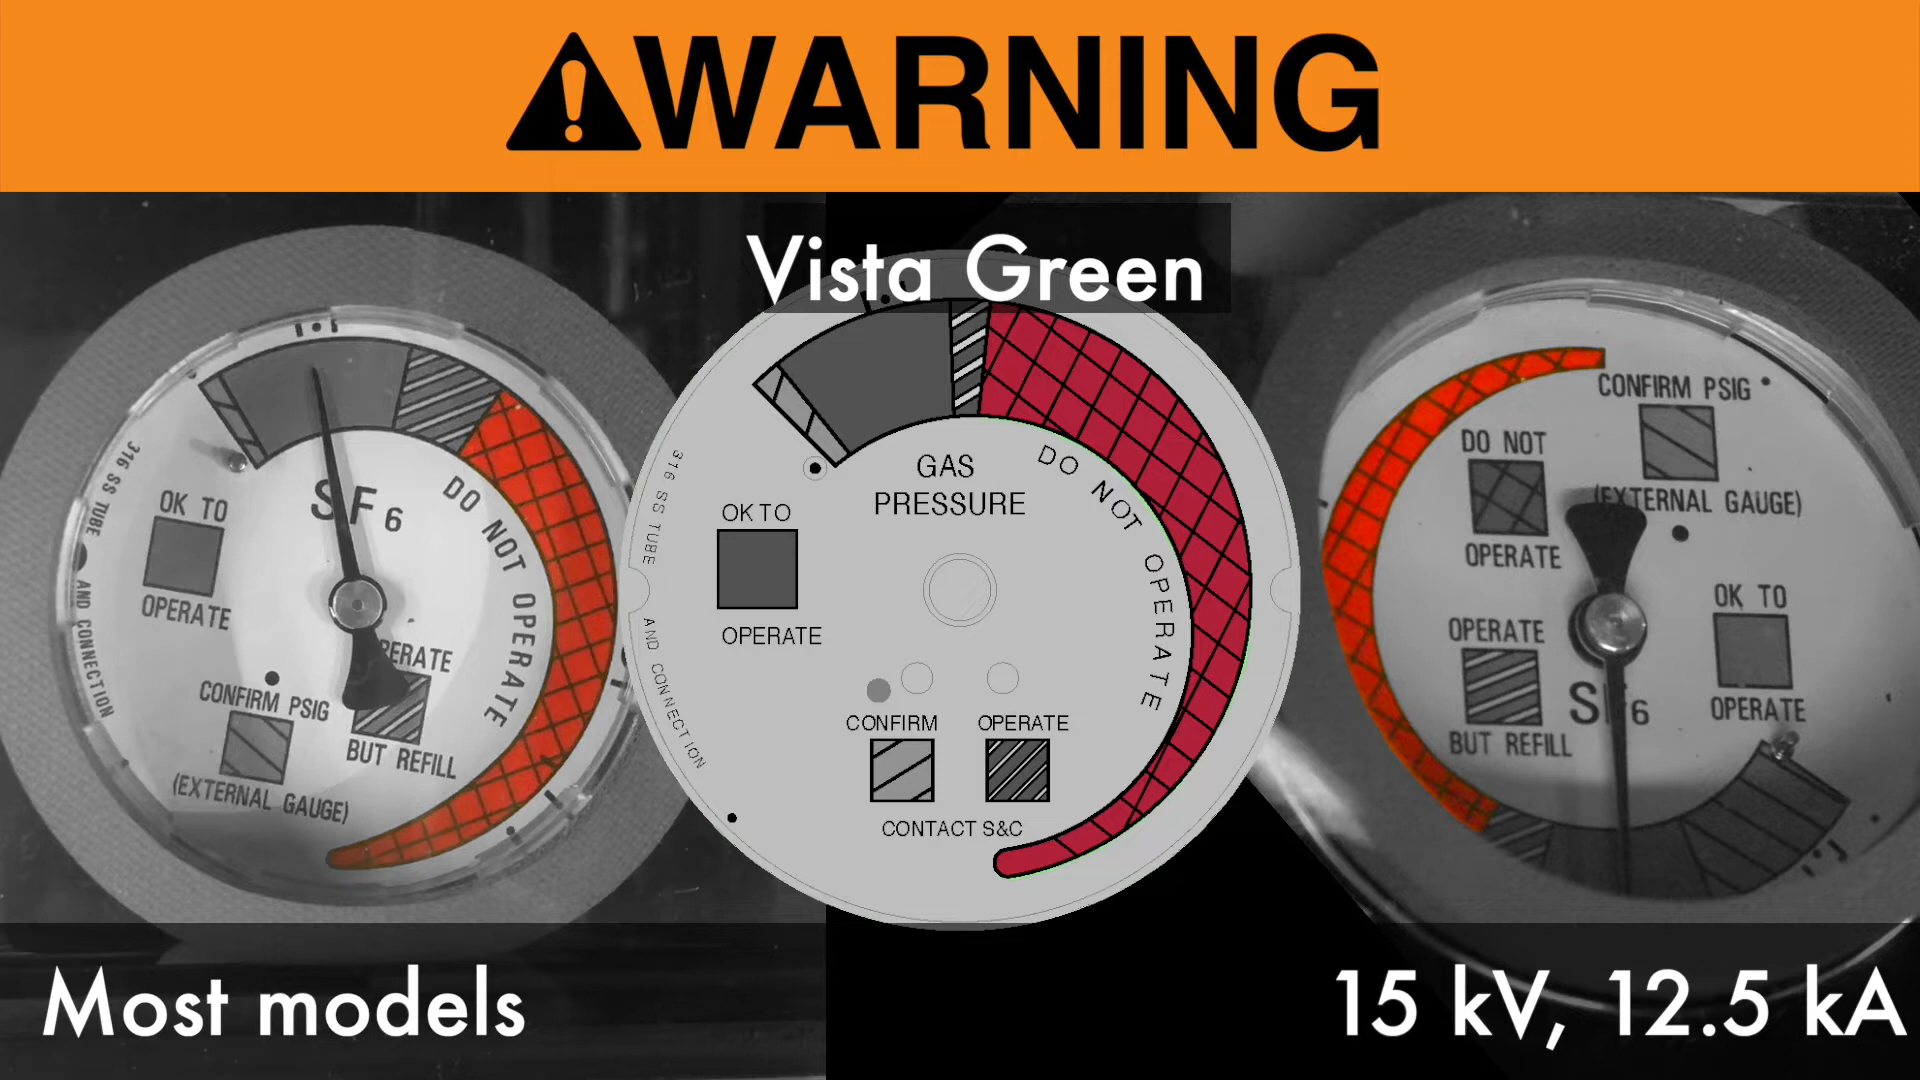 WARNING
Vista Green
316 SS TUBE
AND CONNECTION
OK TO
OPERATE
SF6
DO NOT OPERATE
CONFIRM PSIG
(EXTERNAL GAUGE)
PERATE
BUT REFILL
316 SS TUBE
AND CONNECTION
GAS
PRESSURE
OK TO
OPERATE
DO NOT OPERATE
CONFIRM
OPERATE
CONTACT S&C
CONFIRM PSIG
(EXTERNAL GAUGE)
DO NOT
OPERATE
OPERATE
BUT REFILL
OK TO
OPERATE
SF6
Most models
15 kV, 12.5 kA